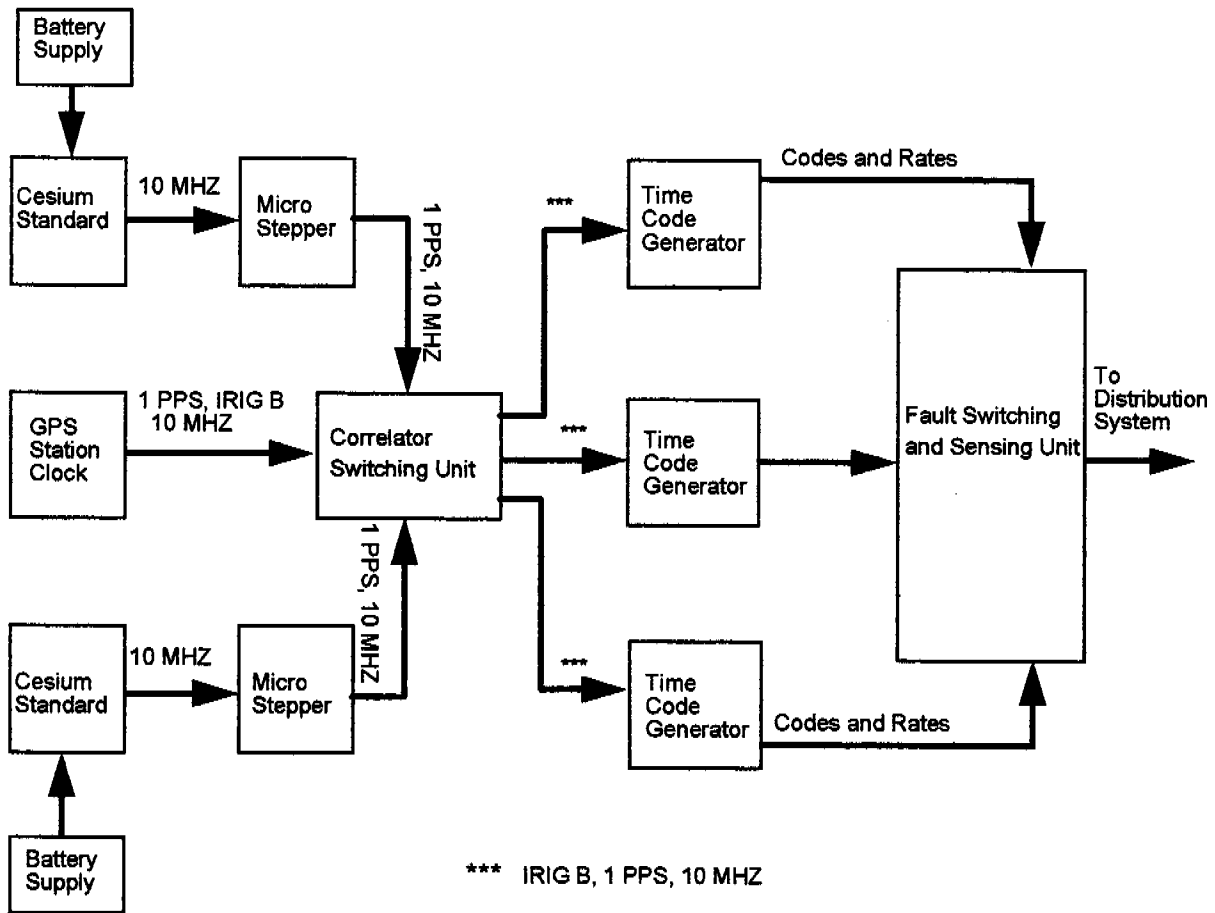 Battery
Supply
Cesium
Standard
10 MHZ
Micro
Stepper
1 PPS, 10 MHZ
***
Time
Code
Generator
Codes and Rates
GPS
Station
Clock
1 PPS, IRIG B
10 MHZ
Correlator
Switching Unit
***
Time
Code
Generator
Fault Switching
and Sensing Unit
To
Distribution
System
Cesium
Standard
10 MHZ
Micro
Stepper
1 PPS, 10 MHZ
***
Time
Code
Generator
Codes and Rates
Battery
Supply
*** IRIG B, 1 PPS, 10 MHZ